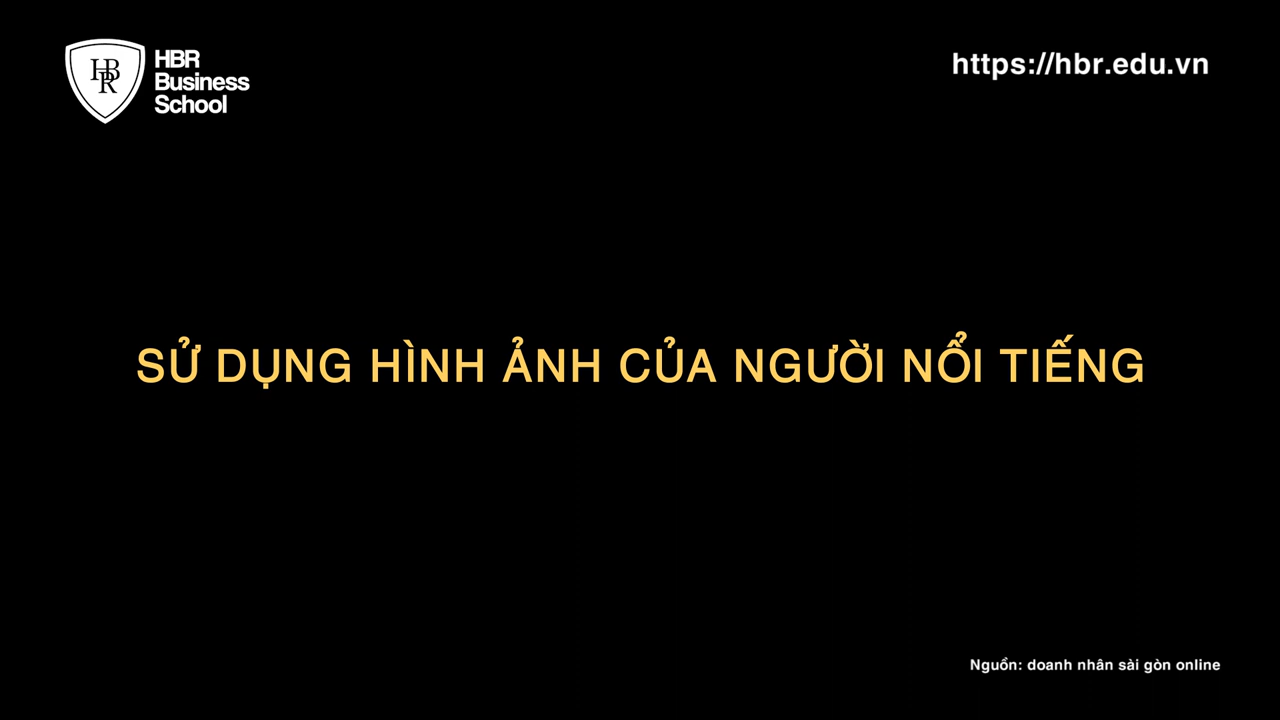 HBR
HBR
Business
School
https://hbr.edu.vn
SỬ DỤNG HÌNH ẢNH CỦA NGƯỜI NỔI TIẾNG
Nguồn: doanh nhân sài gòn online